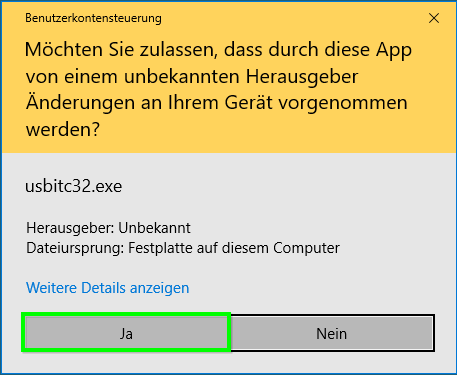 Benutzerkontensteuerung
Möchten Sie zulassen, dass durch diese App
von einem unbekannten Herausgeber
Änderungen an Ihrem Gerät vorgenommen
werden?
usbitc32.exe
Herausgeber: Unbekannt
Dateiursprung: Festplatte auf diesem Computer
Weitere Details anzeigen
Ja
Nein